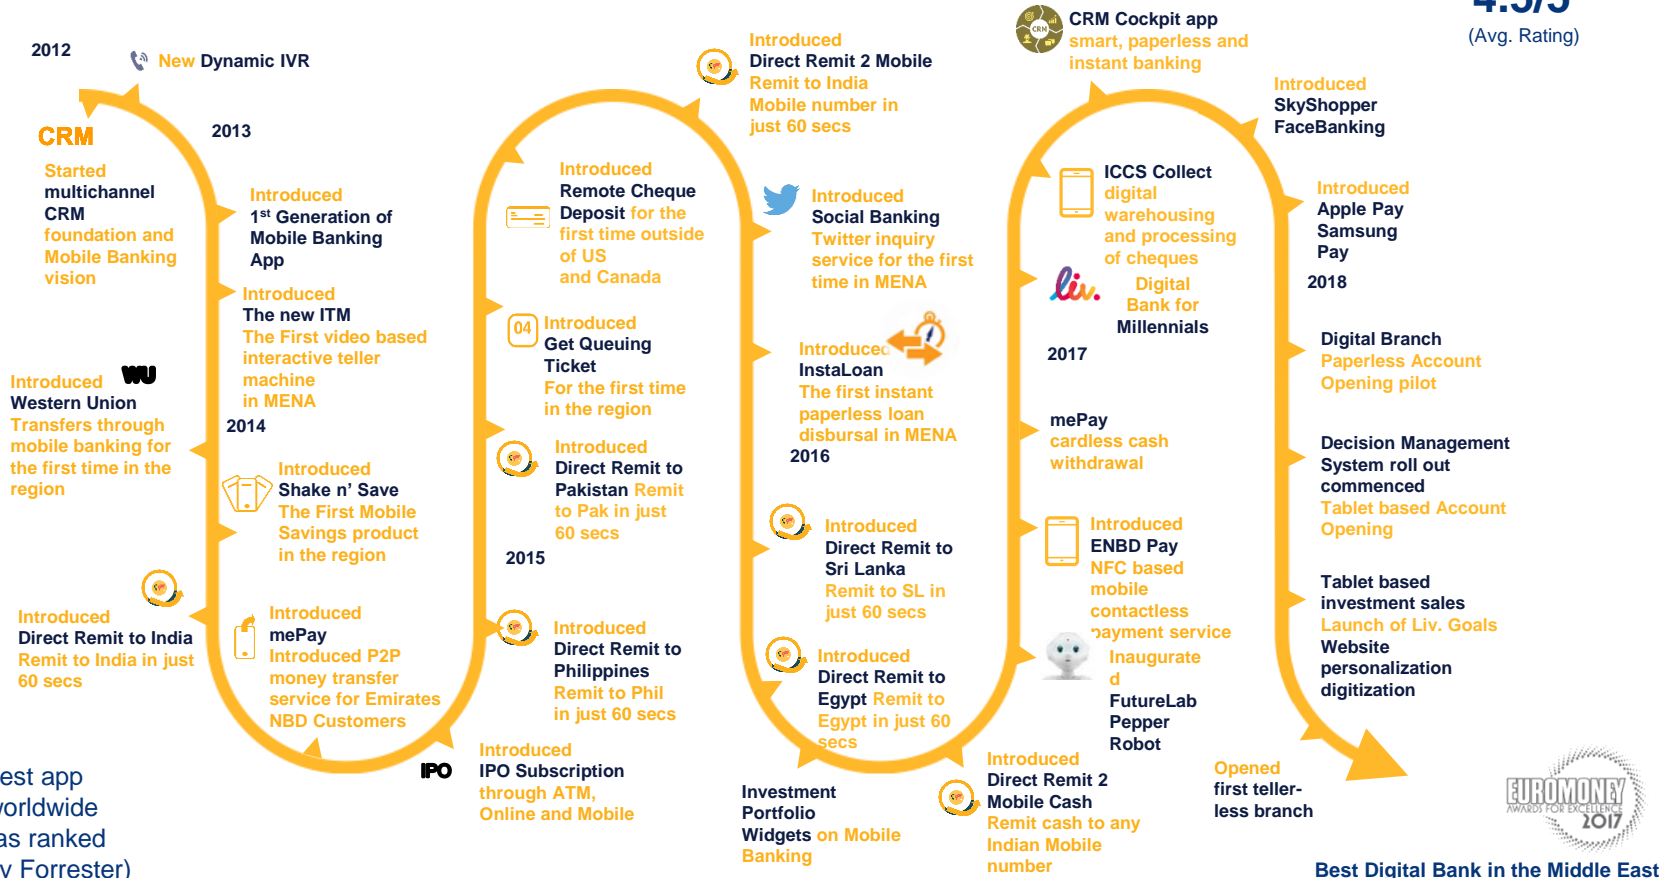 2012
New Dynamic IVR
CRM
Started
multichannel
CRM
foundation and
Mobile Banking
vision
2013
Introduced
1st Generation of
Mobile Banking
App
Introduced
The new ITM
The First video based
interactive teller
machine
in MENA
WU
Introduced
Western Union
Transfers through
mobile banking for
the first time in the
region
2014
Introduced
Shake n' Save
The First Mobile
Savings product
in the region
Introduced
Direct Remit to India
Remit to India in just
60 secs
Introduced
mePay
Introduced P2P
money transfer
service for Emirates
NBD Customers
IPO
Introduced
IPO Subscription
through ATM,
Online and Mobile
2015
Introduced
Direct Remit to
Philippines
Remit to Phil
in just 60 secs
Introduced
Direct Remit to
Pakistan Remit
to Pak in just
60 secs
04
Introduced
Get Queuing
Ticket
For the first time
in the region
Introduced
Remote Cheque
Deposit for the
first time outside
of US
and Canada
Introduced
Direct Remit 2 Mobile
Remit to India
Mobile number in
just 60 secs
Introduced
Social Banking
Twitter inquiry
service for the first
time in MENA
Introduced
InstaLoan
The first instant
paperless loan
disbursal in MENA
2016
Introduced
Direct Remit to
Sri Lanka
Remit to SL in
just 60 secs
Introduced
Direct Remit to
Egypt Remit to
Egypt in just 60
secs
Investment
Portfolio
Widgets on Mobile
Banking
Introduced
Direct Remit 2
Mobile Cash
Remit cash to any
Indian Mobile
number
Inaugurate
d
FutureLab
Pepper
Robot
Introduced
ENBD Pay
NFC based
mobile
contactless
payment service
mePay
cardless cash
withdrawal
2017
liv.
Digital
Bank for
Millennials
ICCS Collect
digital
warehousing
and processing
of cheques
CRM
CRM Cockpit app
smart, paperless and
instant banking
Introduced
SkyShopper
FaceBanking
Introduced
Apple Pay
Samsung
Pay
2018
Digital Branch
Paperless Account
Opening pilot
Decision Management
System roll out
commenced
Tablet based Account
Opening
Tablet based
investment sales
Launch of Liv. Goals
Website
personalization
digitization
Opened
first teller-
less branch
4.5/5
(Avg. Rating)
est app
worldwide
as ranked
y Forrester)
EUROMONEY
AWARDS FOR EXCELLENCE
2017
Best Digital Bank in the Middle East